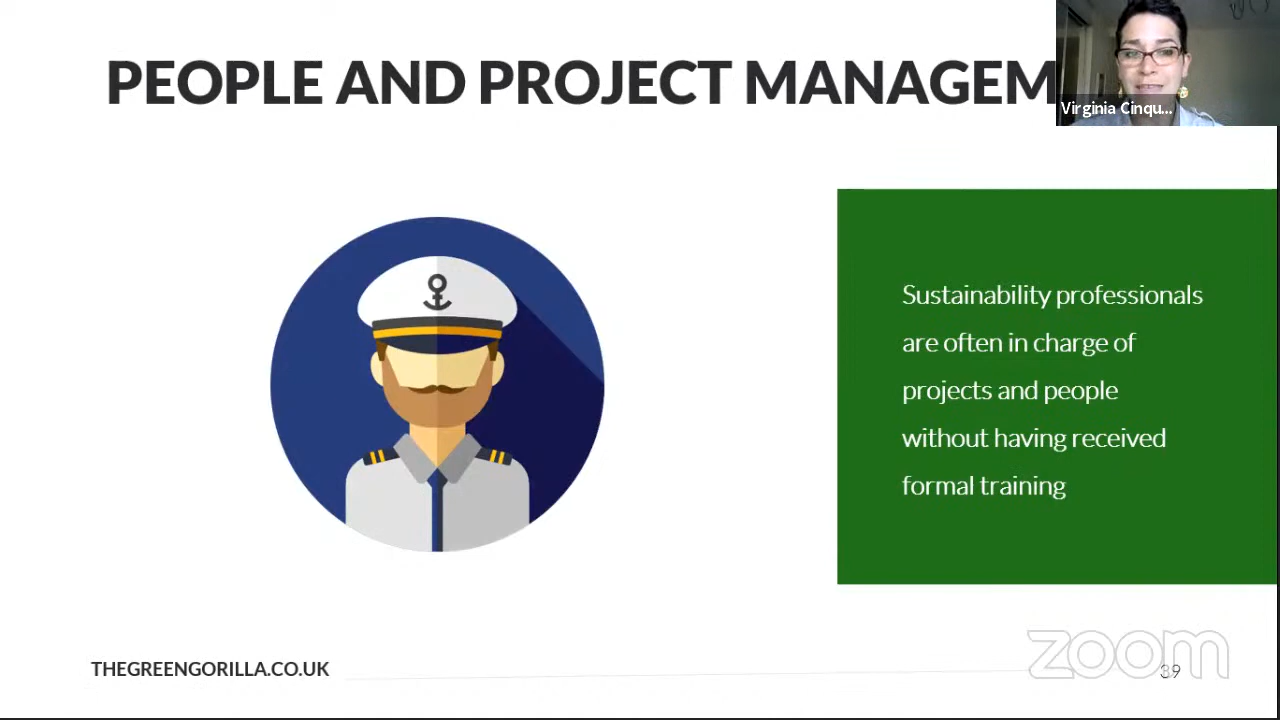 PEOPLE AND PROJECT MANAGEM
Virginia Cinqu...
Sustainability professionals
are often in charge of
projects and people
without having received
formal training
THEGREENGORILLA.CO.UK
zoom
39